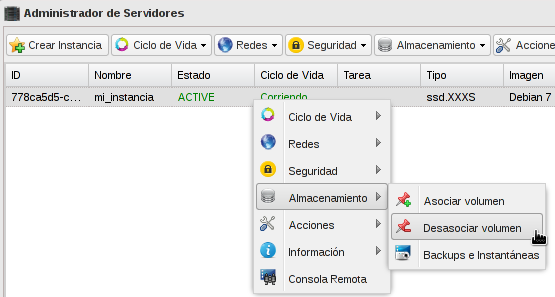 Administrador de Servidores
Crear Instancia Ciclo de Vida Redes Seguridad Almacenamiento Accione
ID Nombre Estado Ciclo de Vida Tarea Tipo Imagen
778ca5d5-c... mi_instancia ACTIVE Corriendo ssd.XXXS Debian 7
Ciclo de Vida
Redes
Seguridad
Almacenamiento
Asociar volumen
Acciones
Desasociar volumen
Información
Backups e Instantáneas
Consola Remota